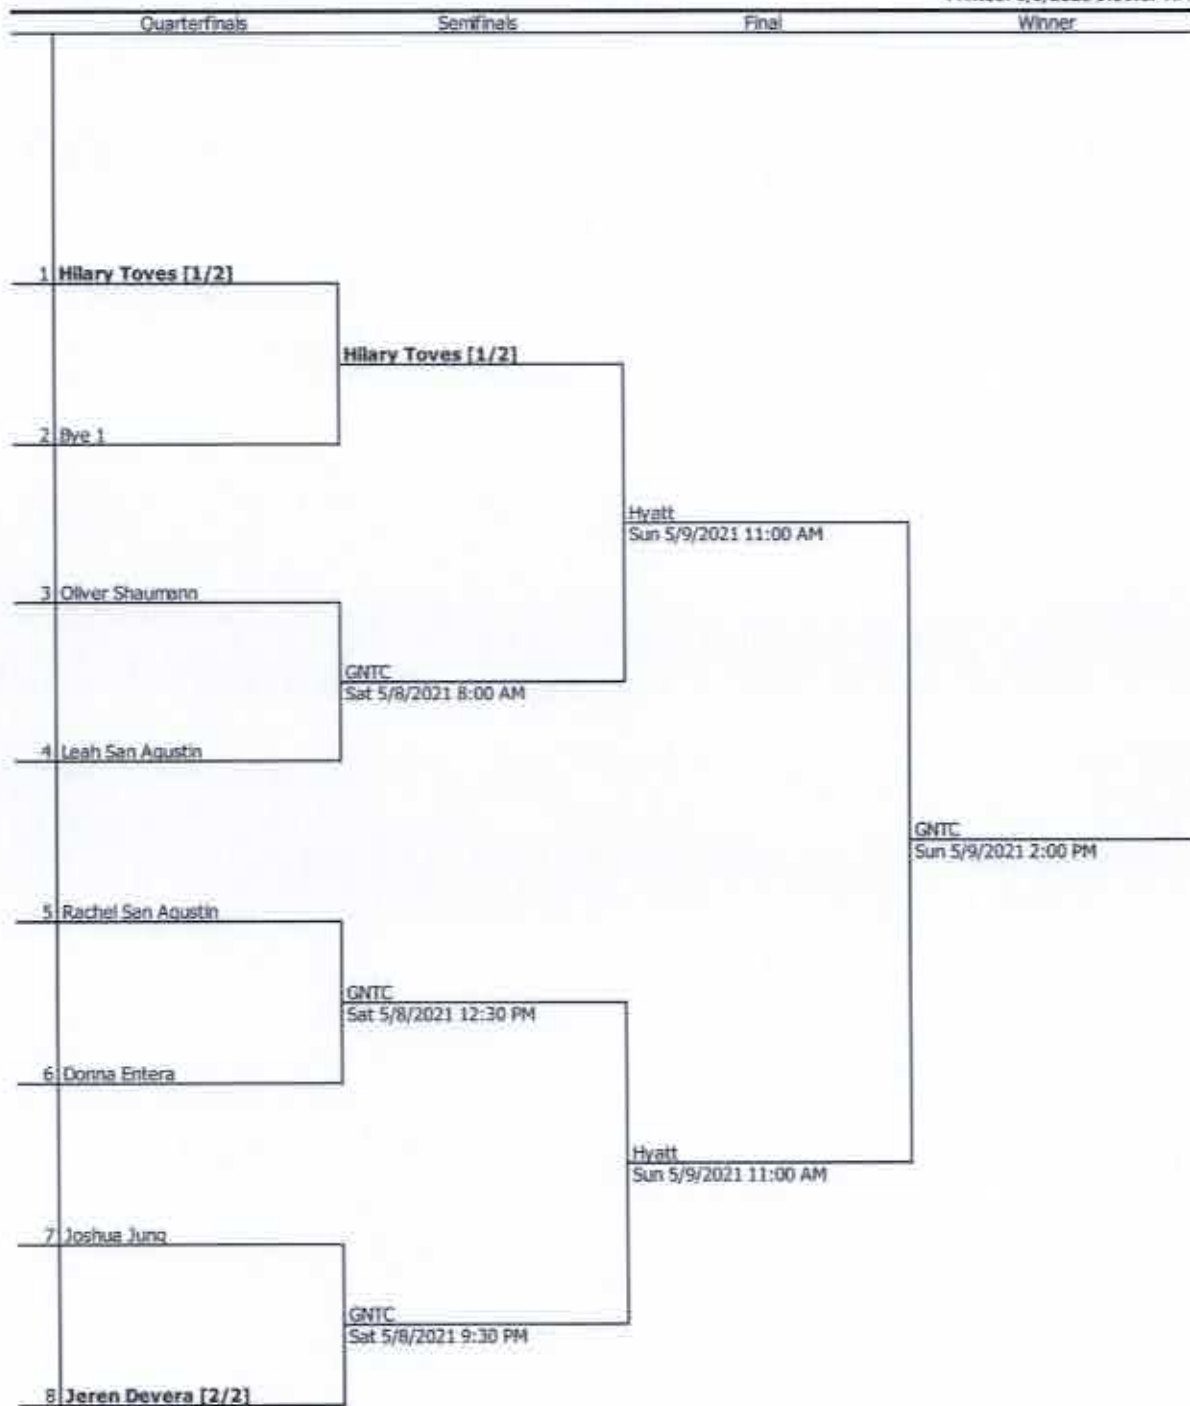 Quarterfinals Semifinals Final Winner
1 Hilary Toves [1/2]
Hilary Toves [1/2]
2 Bye 1
Hyatt
Sun 5/9/2021 11:00 AM
3 Oliver Shaumann
GNTC
Sat 5/8/2021 8:00 AM
4 Leah San Agustin
GNTC
Sun 5/9/2021 2:00 PM
5 Rachel San Agustin
GNTC
Sat 5/8/2021 12:30 PM
6 Donna Entera
Hyatt
Sun 5/9/2021 11:00 AM
7 Joshua Jung
GNTC
Sat 5/8/2021 9:30 PM
8 Jeren Devera [2/2]